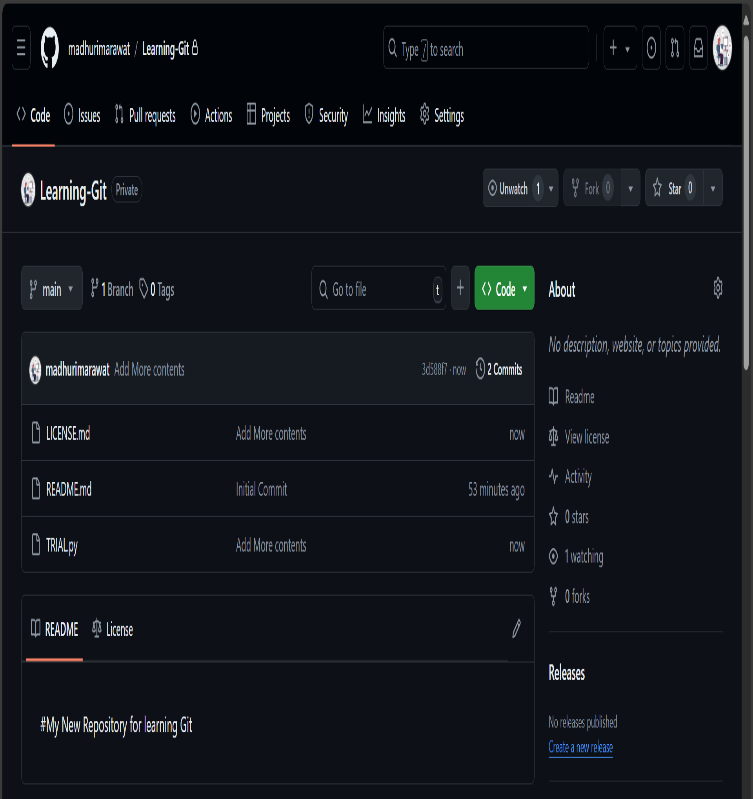 madhurimarawat / Learning-Git
Type / to search
Code Issues Pull requests Actions Projects Security Insights Settings
Learning-Git Private
Unwatch 1 Fork 0 Star 0
main 1 Branch 0 Tags Go to file t + Code
madhurimarawat Add More contents 3d588f7 · now 2 Commits
LICENSE.md Add More contents now
README.md Initial Commit 53 minutes ago
TRIAL.py Add More contents now
README License
#My New Repository for learning Git
About
No description, website, or topics provided.
Readme
View license
Activity
0 stars
1 watching
0 forks
Releases
No releases published
Create a new release